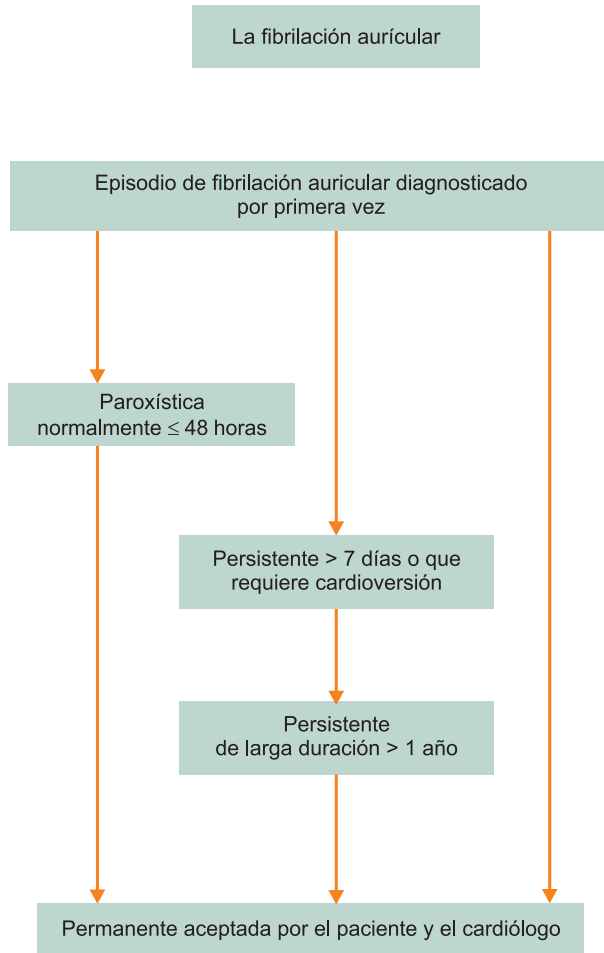 La fibrilación aurícular
Episodio de fibrilación auricular diagnosticado
por primera vez
Paroxística
normalmente ≤ 48 horas
Persistente > 7 días o que
requiere cardioversión
Persistente
de larga duración > 1 año
Permanente aceptada por el paciente y el cardiólogo